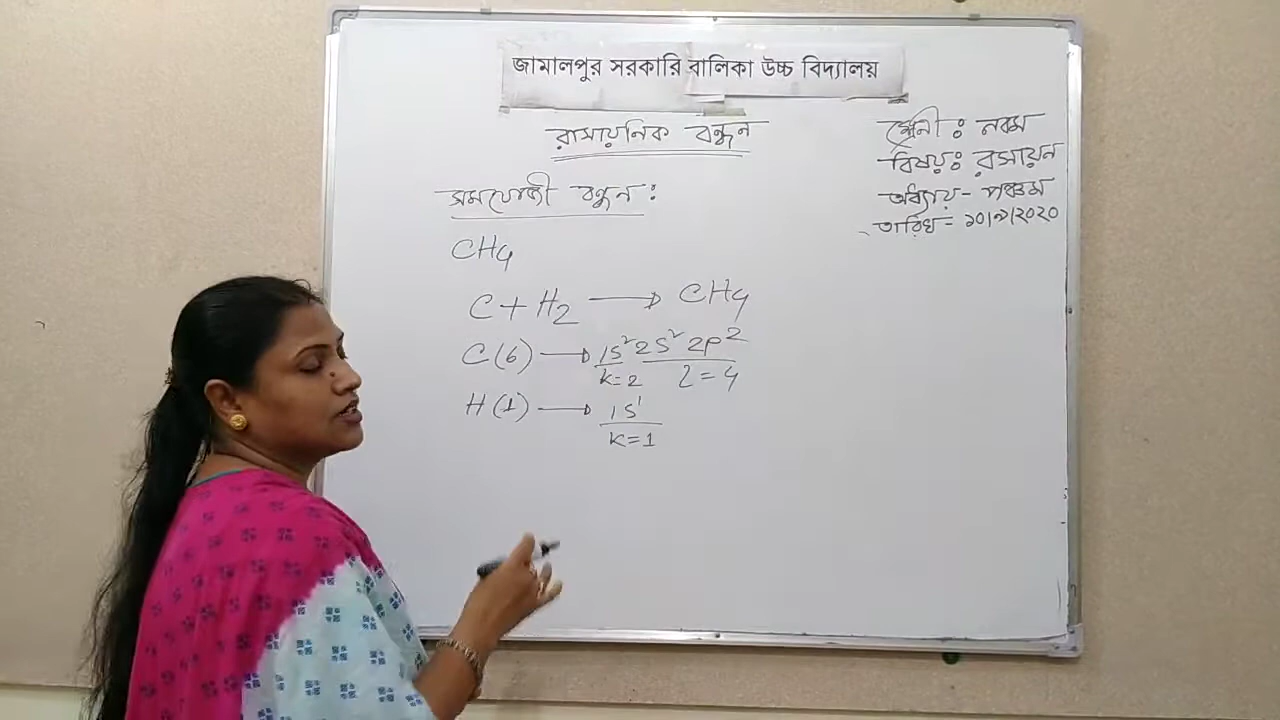 জামালপুর সরকারি বালিকা উচ্চ বিদ্যালয়
রাসায়নিক বন্ধন
শ্রেনী ঃ নবম
বিষয় ঃ রসায়ন
অধ্যায় - পঞ্চম
তারিখ - ১০/৯/২০২০
সমযোজী বন্ধন :
CH4
C + H2 → CH4
C (6) → 1S² 2S² 2P²
K=2 L=4
H (1) → 1S¹
K=1